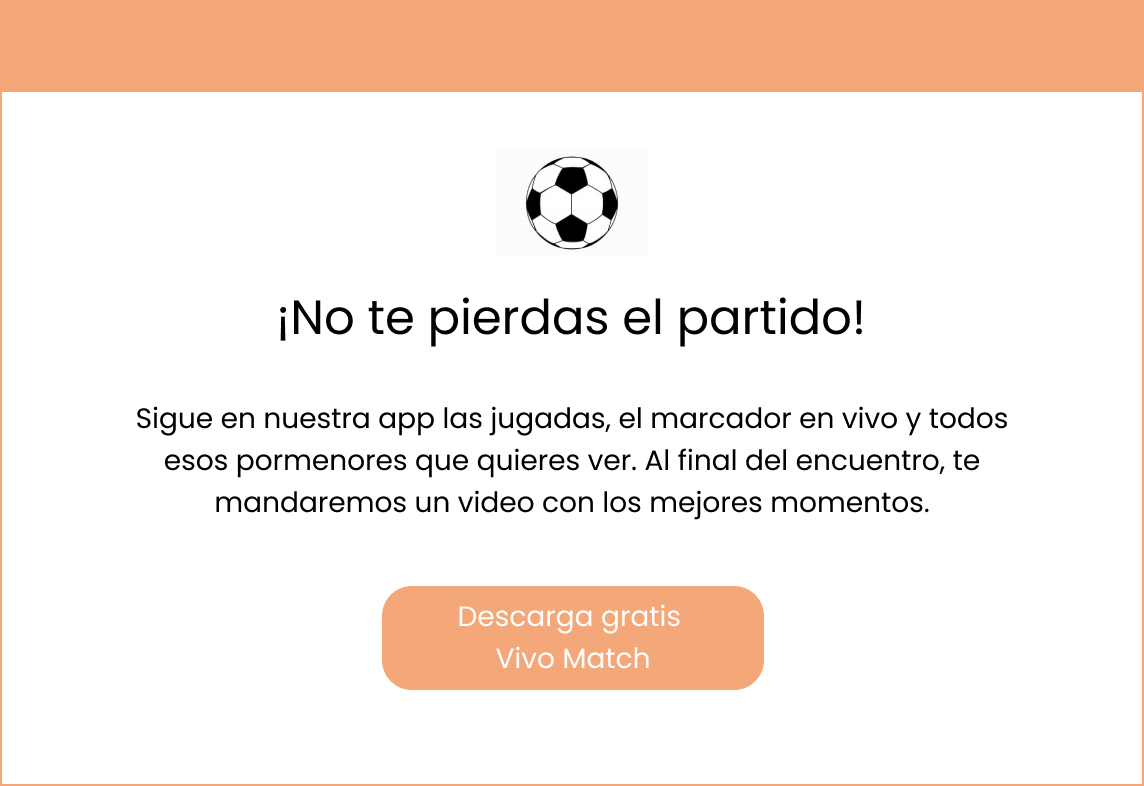 ¡No te pierdas el partido!
Sigue en nuestra app las jugadas, el marcador en vivo y todos
esos pormenores que quieres ver. Al final del encuentro, te
mandaremos un video con los mejores momentos.
Descarga gratis
Vivo Match